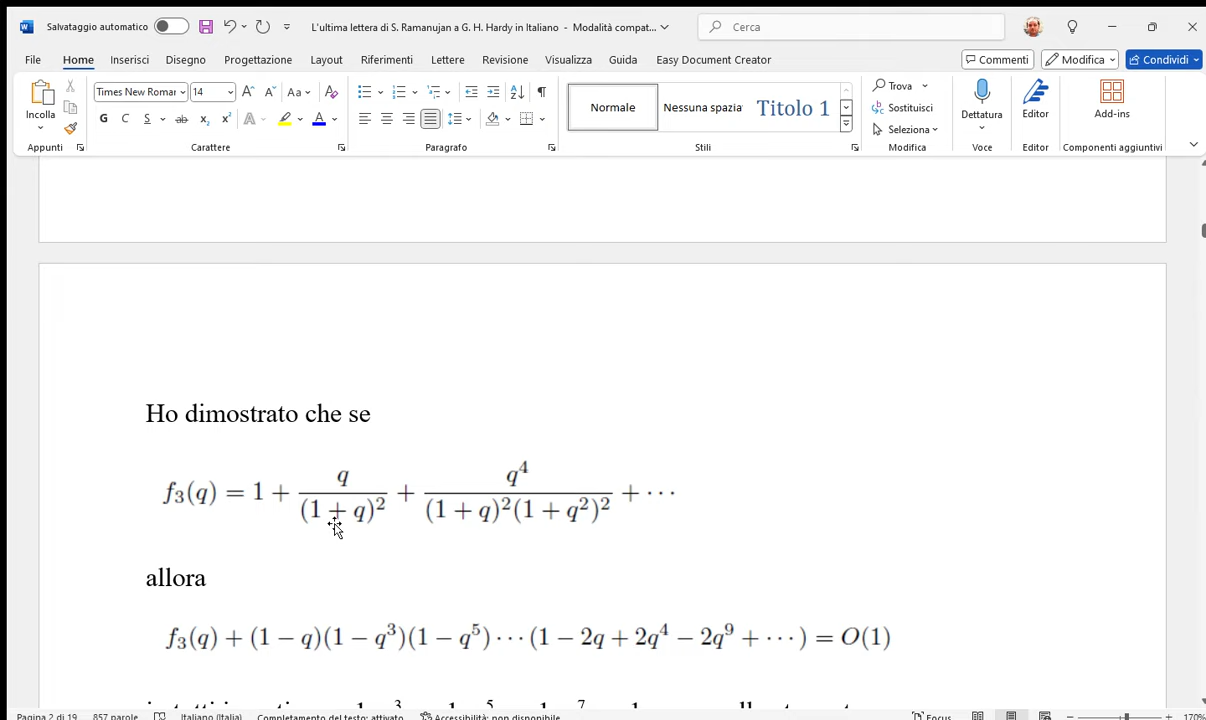 Salvataggio automatico
L'ultima lettera di S. Ramanujan a G. H. Hardy in Italiano - Modalità compat...
Cerca
File Home Inserisci Disegno Progettazione Layout Riferimenti Lettere Revisione Visualizza Guida Easy Document Creator
Commenti Modifica Condividi
Incolla
Times New Romar 14
Aa
G C S ab x₂ x² A A
Normale
Nessuna spazia
Titolo 1
Trova
Sostituisci
Seleziona
Dettatura
Editor
Add-ins
Appunti Carattere Paragrafo Stili Modifica Voce Editor Componenti aggiuntivi
Ho dimostrato che se
f₃(q) = 1 + q/(1 + q)² + q⁴/((1 + q)²(1 + q²)²) + ⋯
allora
f₃(q) + (1 − q)(1 − q³)(1 − q⁵) ⋯ (1 − 2q + 2q⁴ − 2q⁹ + ⋯) = O(1)
Pagina 2 di 19 857 parole Italiano (Italia) Completamento del testo: attivato Accessibilità: non disponibile Focus 170%